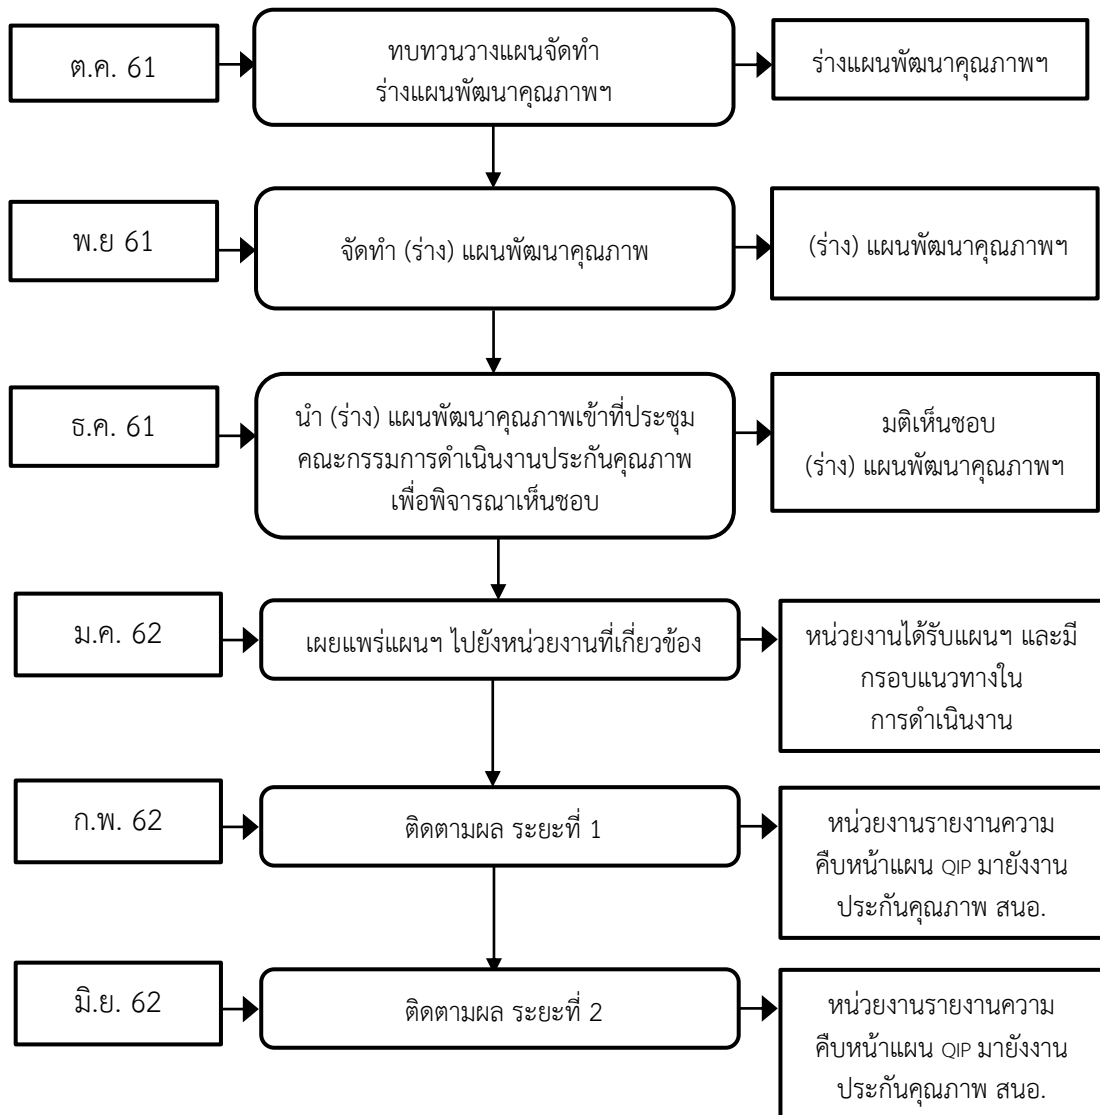 ต.ค. 61
ทบทวนวางแผนจัดทำ
ร่างแผนพัฒนาคุณภาพฯ
ร่างแผนพัฒนาคุณภาพฯ
พ.ย 61
จัดทำ (ร่าง) แผนพัฒนาคุณภาพ
(ร่าง) แผนพัฒนาคุณภาพฯ
ธ.ค. 61
นำ (ร่าง) แผนพัฒนาคุณภาพเข้าที่ประชุม
คณะกรรมการดำเนินงานประกันคุณภาพ
เพื่อพิจารณาเห็นชอบ
มติเห็นชอบ
(ร่าง) แผนพัฒนาคุณภาพฯ
ม.ค. 62
เผยแพร่แผนฯ ไปยังหน่วยงานที่เกี่ยวข้อง
หน่วยงานได้รับแผนฯ และมี
กรอบแนวทางใน
การดำเนินงาน
ก.พ. 62
ติดตามผล ระยะที่ 1
หน่วยงานรายงานความ
คืบหน้าแผน QIP มายังงาน
ประกันคุณภาพ สนอ.
มิ.ย. 62
ติดตามผล ระยะที่ 2
หน่วยงานรายงานความ
คืบหน้าแผน QIP มายังงาน
ประกันคุณภาพ สนอ.